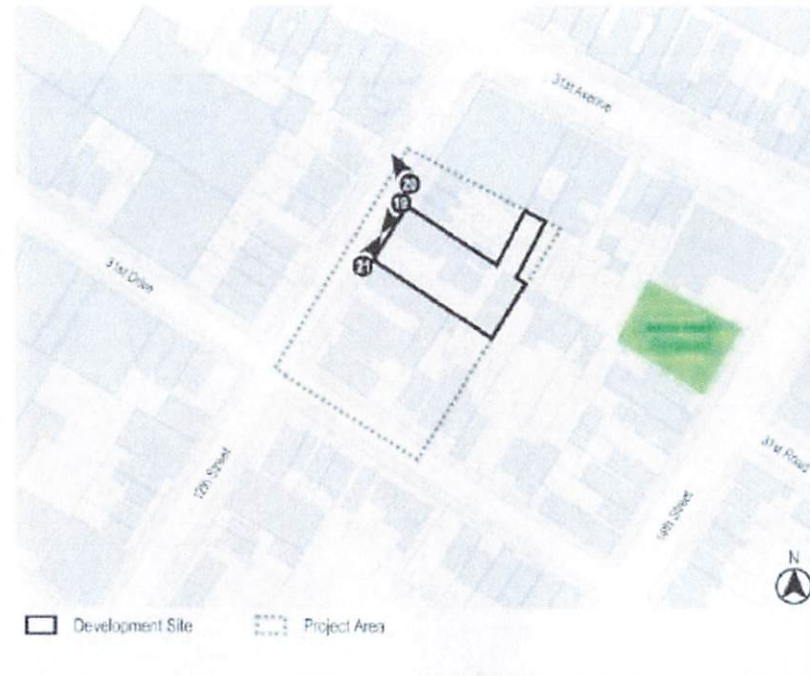 31st Avenue
20
19
21
31st Drive
31st Road
12th Street
14th Street
N
Development Site
Project Area